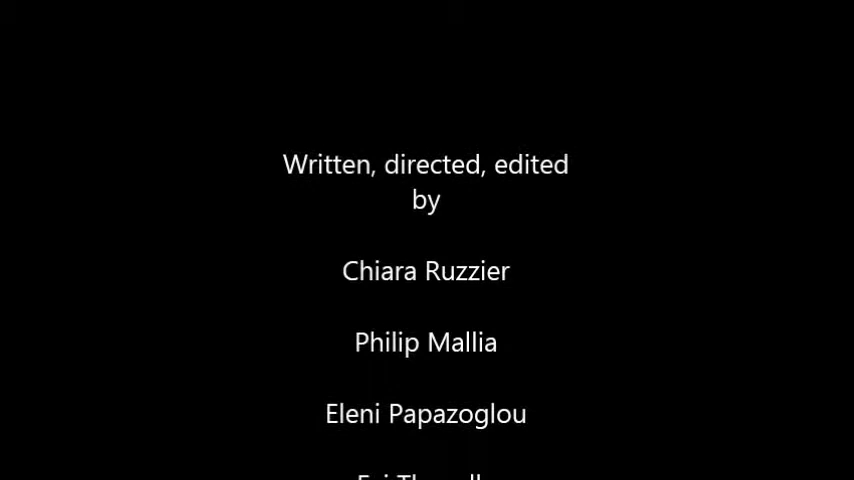 Written, directed, edited
by
Chiara Ruzzier
Philip Mallia
Eleni Papazoglou